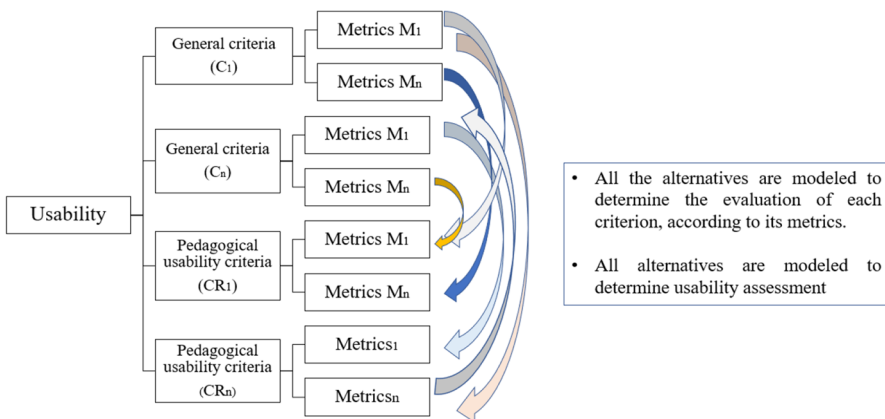 Usability
General criteria
(C1)
Metrics M1
Metrics Mn
General criteria
(Cn)
Metrics M1
Metrics Mn
Pedagogical
usability criteria
(CR1)
Metrics M1
Metrics Mn
Pedagogical
usability criteria
(CRn)
Metrics1
Metricsn
• All the alternatives are modeled to
determine the evaluation of each
criterion, according to its metrics.
• All alternatives are modeled to
determine usability assessment